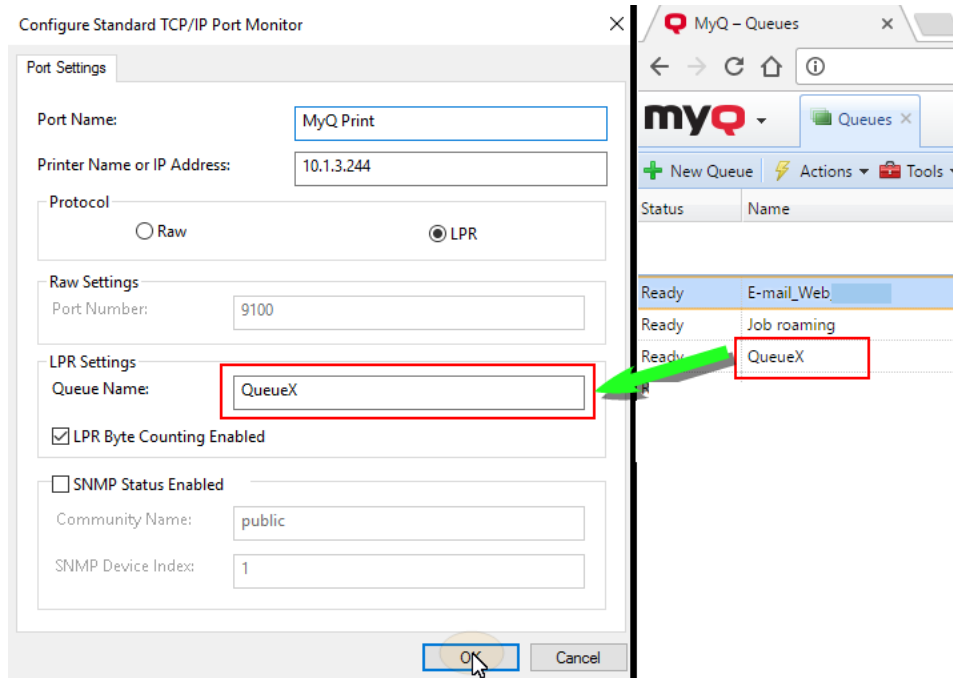 Configure Standard TCP/IP Port Monitor
Port Settings
Port Name:
MyQ Print
Printer Name or IP Address:
10.1.3.244
Protocol
Raw
LPR
Raw Settings
Port Number:
9100
LPR Settings
Queue Name:
QueueX
LPR Byte Counting Enabled
SNMP Status Enabled
Community Name:
public
SNMP Device Index:
1
OK
Cancel
MyQ – Queues
myQ
Queues
New Queue Actions Tools
Status Name
Ready E-mail_Web
Ready Job roaming
Ready QueueX